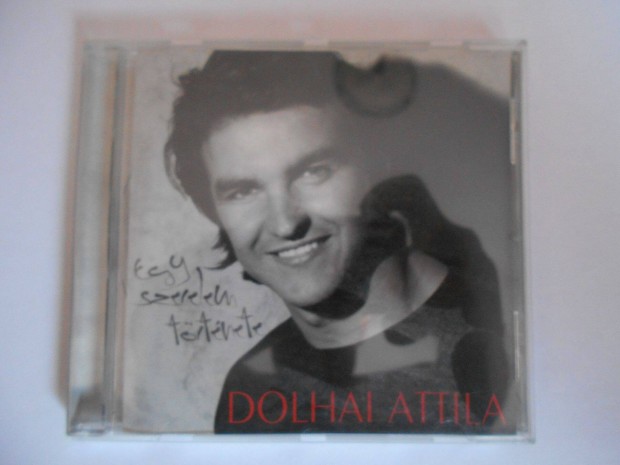 Egy
szerelem
története
DOLHAI ATTILA